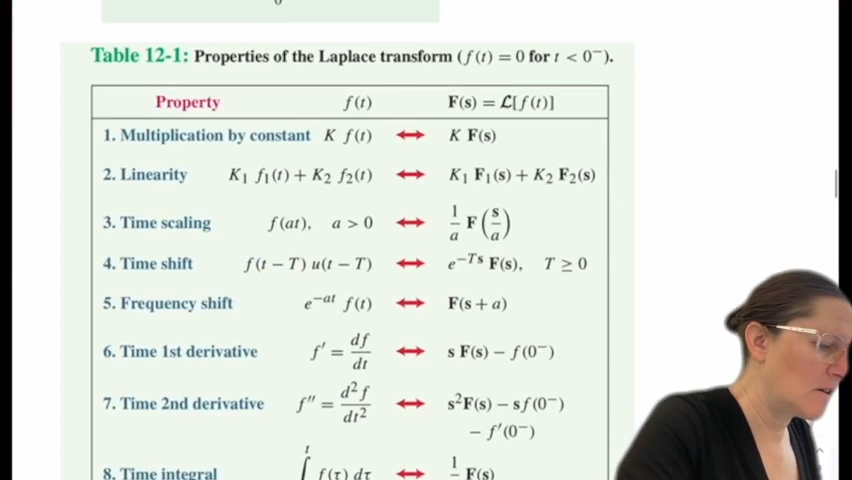 0
Table 12-1: Properties of the Laplace transform (f(t) = 0 for t < 0⁻).
Property f(t) F(s) = ℒ[f(t)]
1. Multiplication by constant K f(t) ↔ K F(s)
2. Linearity K₁ f₁(t) + K₂ f₂(t) ↔ K₁ F₁(s) + K₂ F₂(s)
3. Time scaling f(at), a > 0 ↔ 1/a F(s/a)
4. Time shift f(t − T) u(t − T) ↔ e^−Ts F(s), T ≥ 0
5. Frequency shift e^−at f(t) ↔ F(s + a)
6. Time 1st derivative f′ = df/dt ↔ s F(s) − f(0⁻)
7. Time 2nd derivative f″ = d²f/dt² ↔ s²F(s) − sf(0⁻)
− f′(0⁻)
8. Time integral ∫ t f(τ) dτ ↔ 1/ F(s)